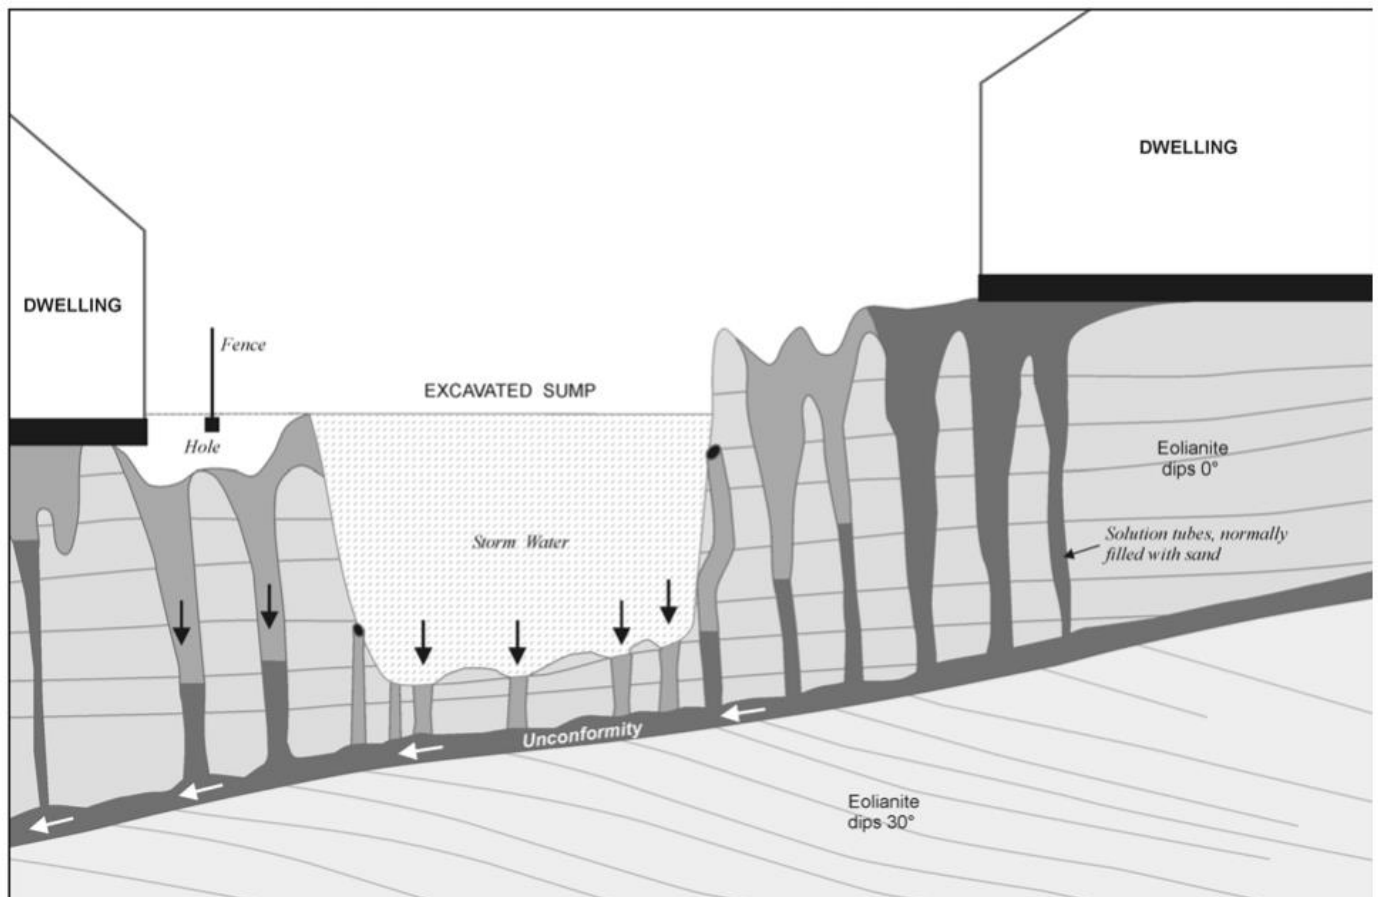 DWELLING
DWELLING
Fence
EXCAVATED SUMP
Hole
Eolianite
dips 0°
Storm Water
Solution tubes, normally
filled with sand
Unconformity
Eolianite
dips 30°